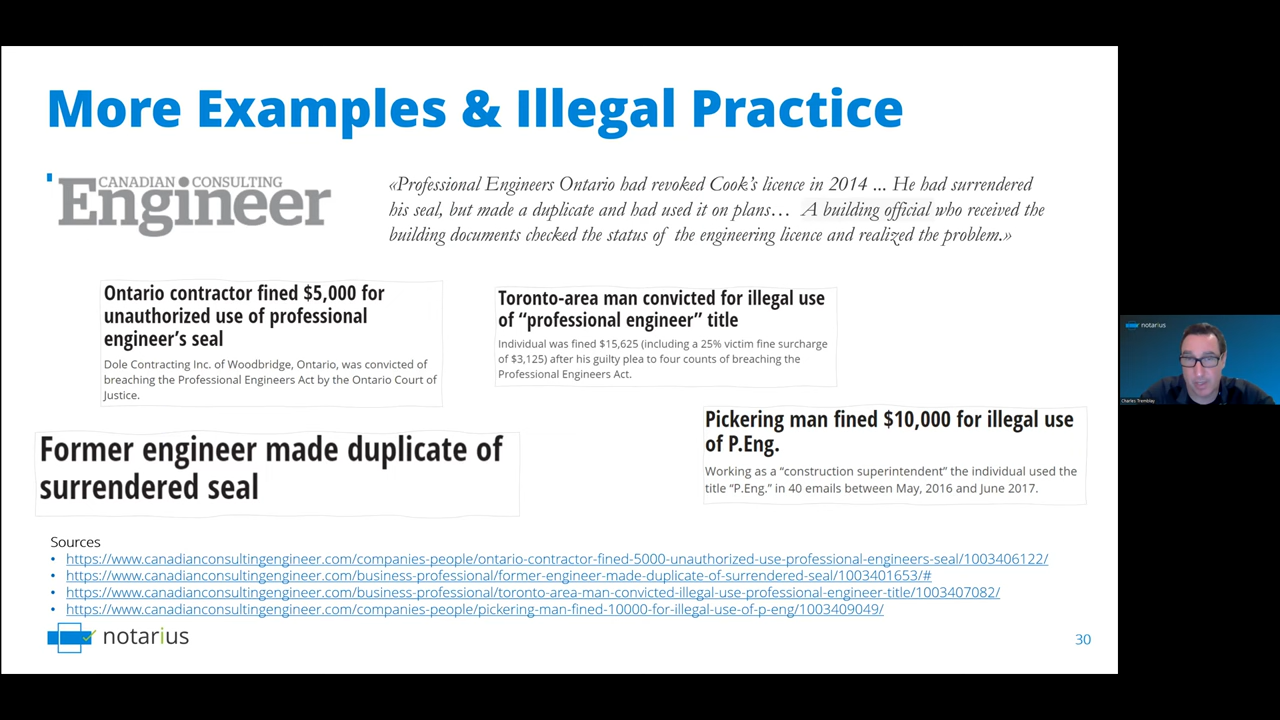 More Examples & Illegal Practice
CANADIAN CONSULTING
Engineer
«Professional Engineers Ontario had revoked Cook’s licence in 2014 ... He had surrendered
his seal, but made a duplicate and had used it on plans… A building official who received the
building documents checked the status of the engineering licence and realized the problem.»
Ontario contractor fined $5,000 for
unauthorized use of professional
engineer’s seal
Dole Contracting Inc. of Woodbridge, Ontario, was convicted of
breaching the Professional Engineers Act by the Ontario Court of
Justice.
Toronto-area man convicted for illegal use
of “professional engineer” title
Individual was fined $15,625 (including a 25% victim fine surcharge
of $3,125) after his guilty plea to four counts of breaching the
Professional Engineers Act.
Former engineer made duplicate of
surrendered seal
Pickering man fined $10,000 for illegal use
of P.Eng.
Working as a “construction superintendent” the individual used the
title “P.Eng.” in 40 emails between May, 2016 and June 2017.
Sources
• https://www.canadianconsultingengineer.com/companies-people/ontario-contractor-fined-5000-unauthorized-use-professional-engineers-seal/1003406122/
• https://www.canadianconsultingengineer.com/business-professional/former-engineer-made-duplicate-of-surrendered-seal/1003401653/#
• https://www.canadianconsultingengineer.com/business-professional/toronto-area-man-convicted-illegal-use-professional-engineer-title/1003407082/
• https://www.canadianconsultingengineer.com/companies-people/pickering-man-fined-10000-for-illegal-use-of-p-eng/1003409049/
notarius
30
notarius
Charles Tremblay